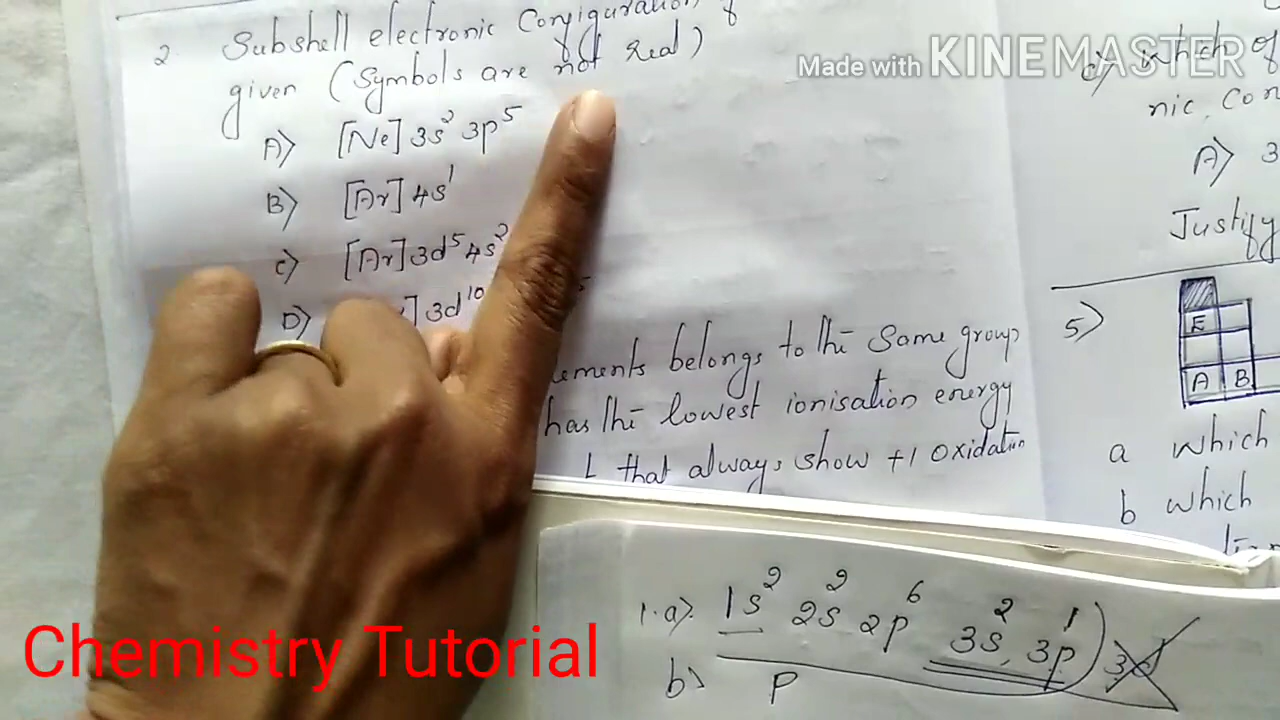 2. Subshell electronic Configuration
given (Symbols are not real)
A) [Ne] 3s² 3p⁵
B) [Ar] 4s¹
C) [Ar] 3d⁵ 4s²
D) 3d¹⁰
belongs to the same group
has the lowest ionisation energy
that always show +1 oxidation
Made with KINEMASTER
c) which of
nic,
A) 3
Justify
5)
E
A B
a which
b which
1.a). 1s² 2s² 2p⁶ 3s², 3p¹)
b) P
Chemistry Tutorial